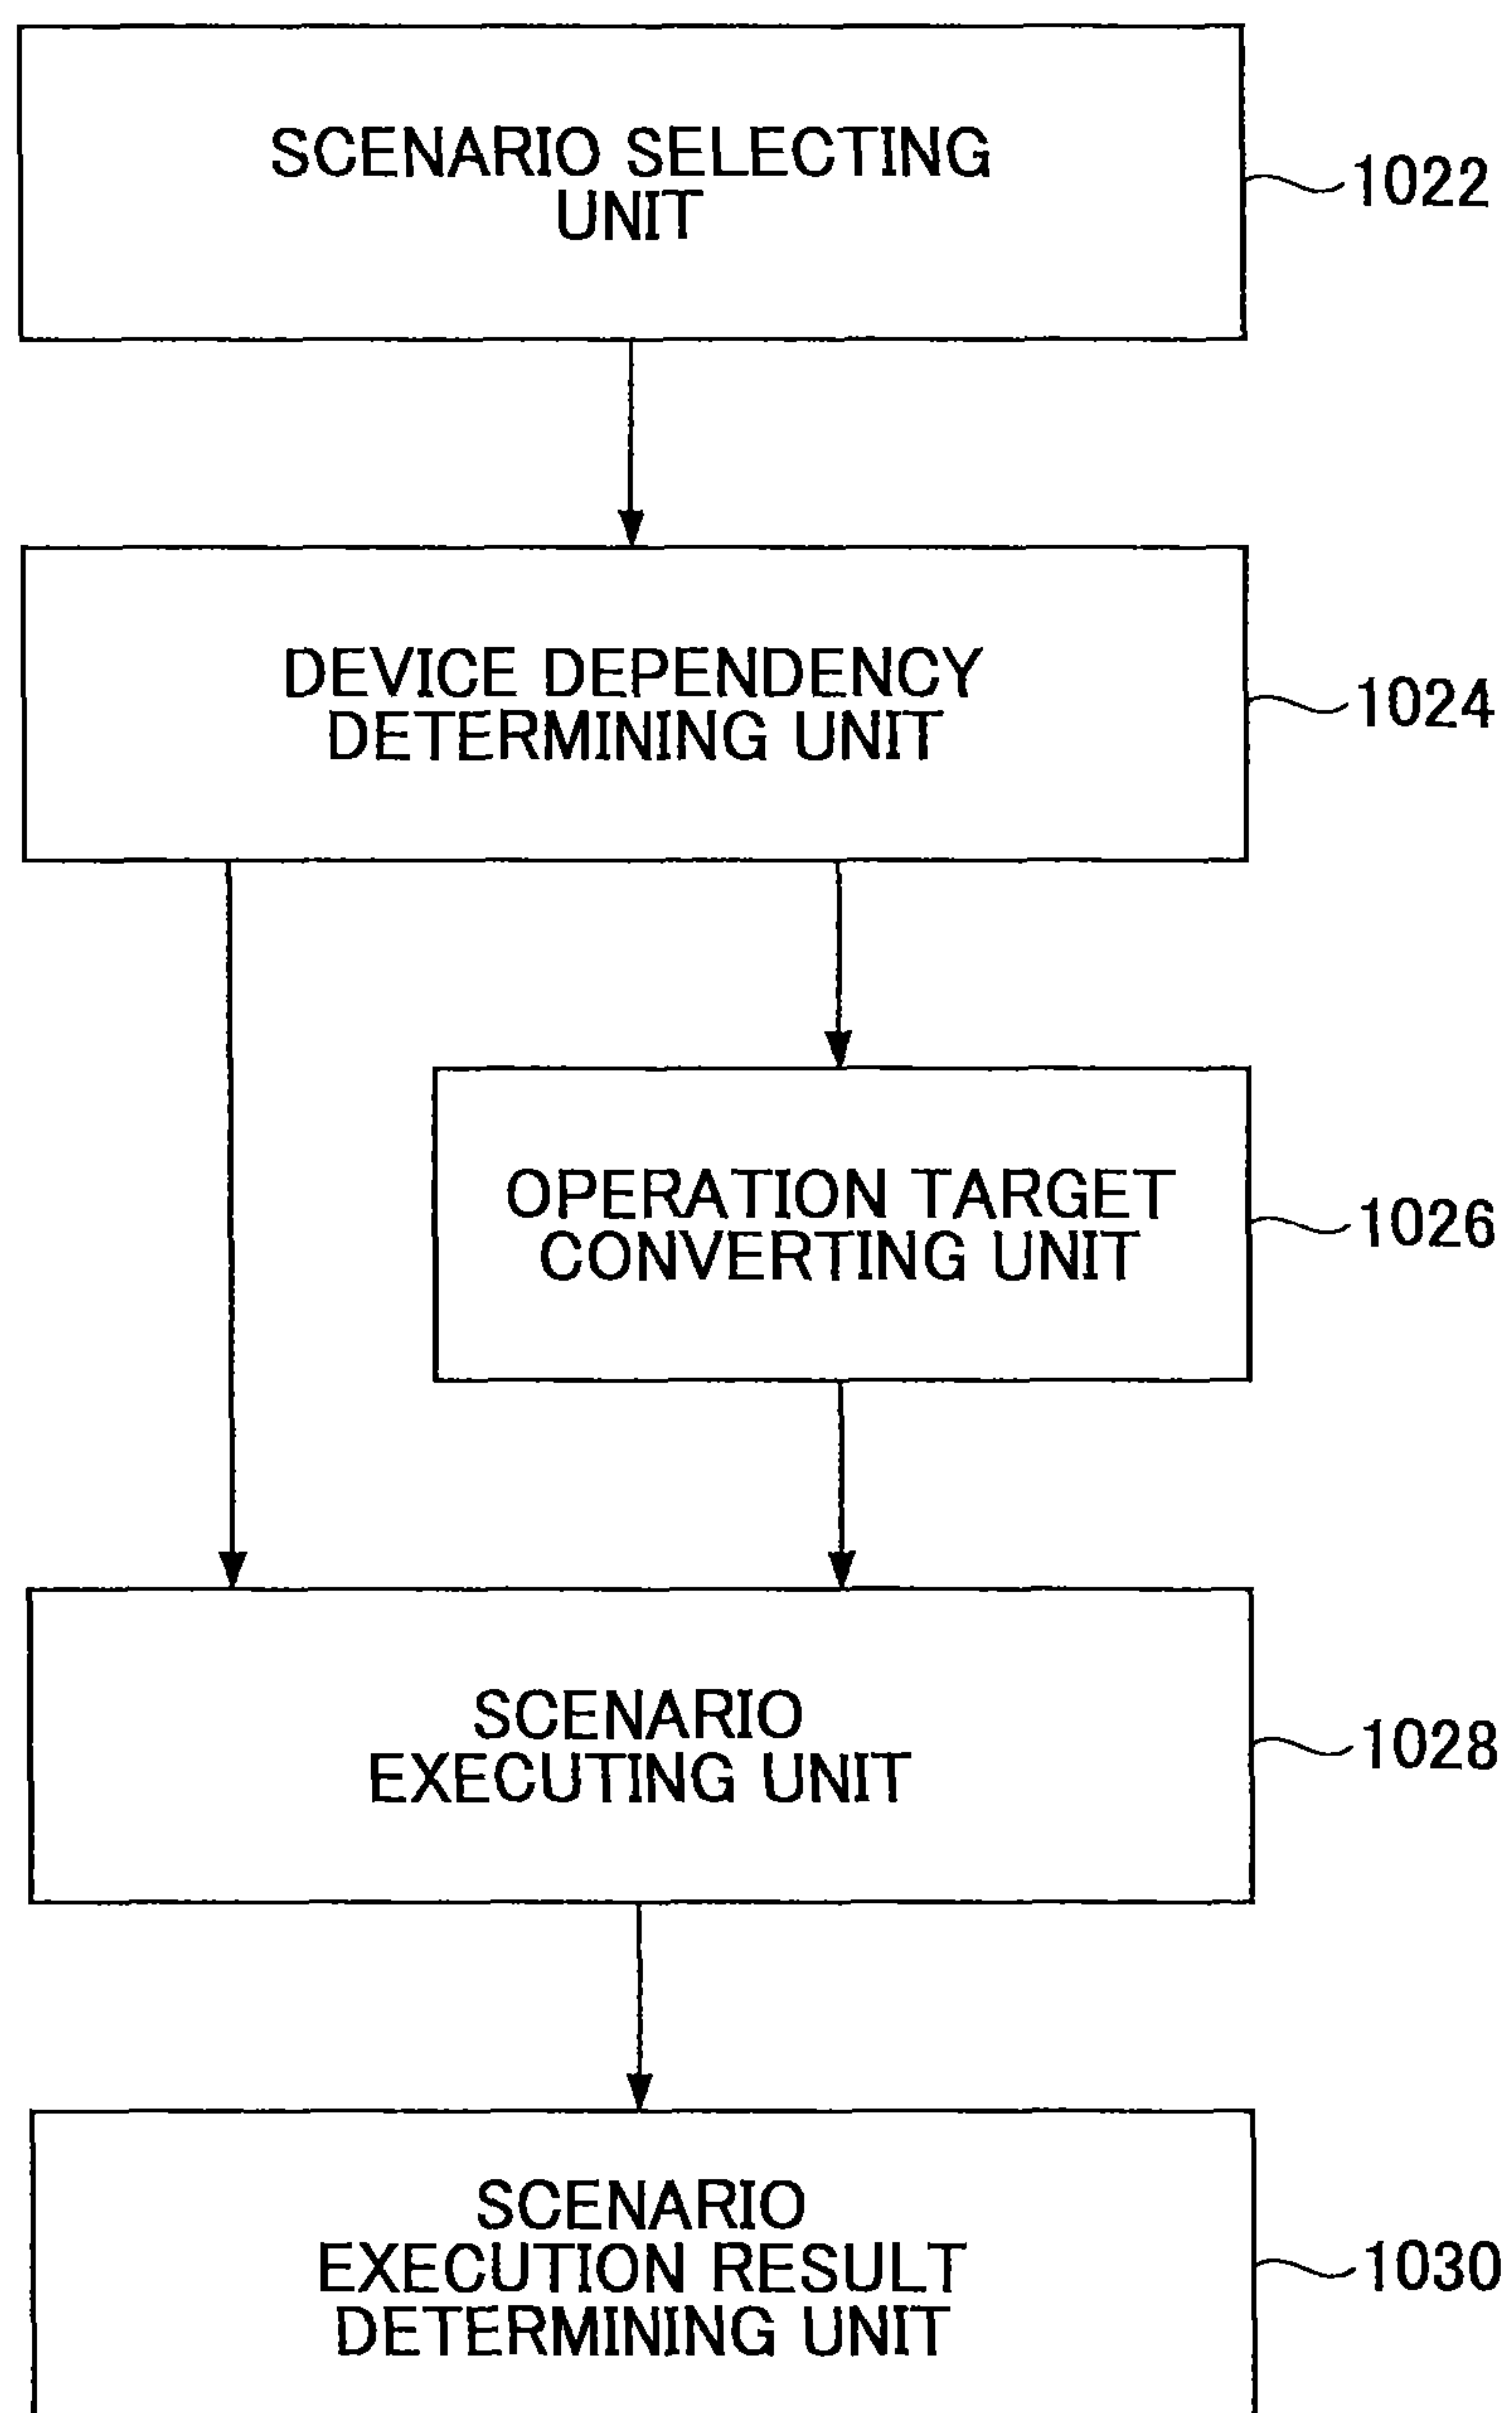 SCENARIO SELECTING
UNIT
1022
DEVICE DEPENDENCY
DETERMINING UNIT
1024
OPERATION TARGET
CONVERTING UNIT
1026
SCENARIO
EXECUTING UNIT
1028
SCENARIO
EXECUTION RESULT
DETERMINING UNIT
1030